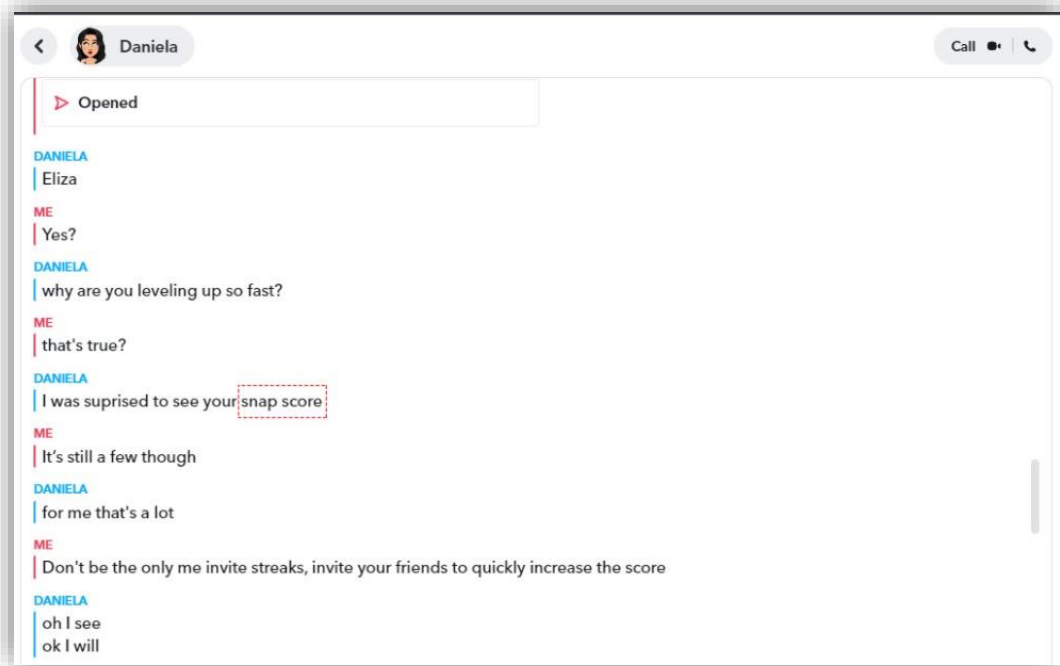 Daniela
Call
Opened
DANIELA
Eliza
ME
Yes?
DANIELA
why are you leveling up so fast?
ME
that's true?
DANIELA
I was suprised to see your snap score
ME
It's still a few though
DANIELA
for me that's a lot
ME
Don't be the only me invite streaks, invite your friends to quickly increase the score
DANIELA
oh I see
ok I will